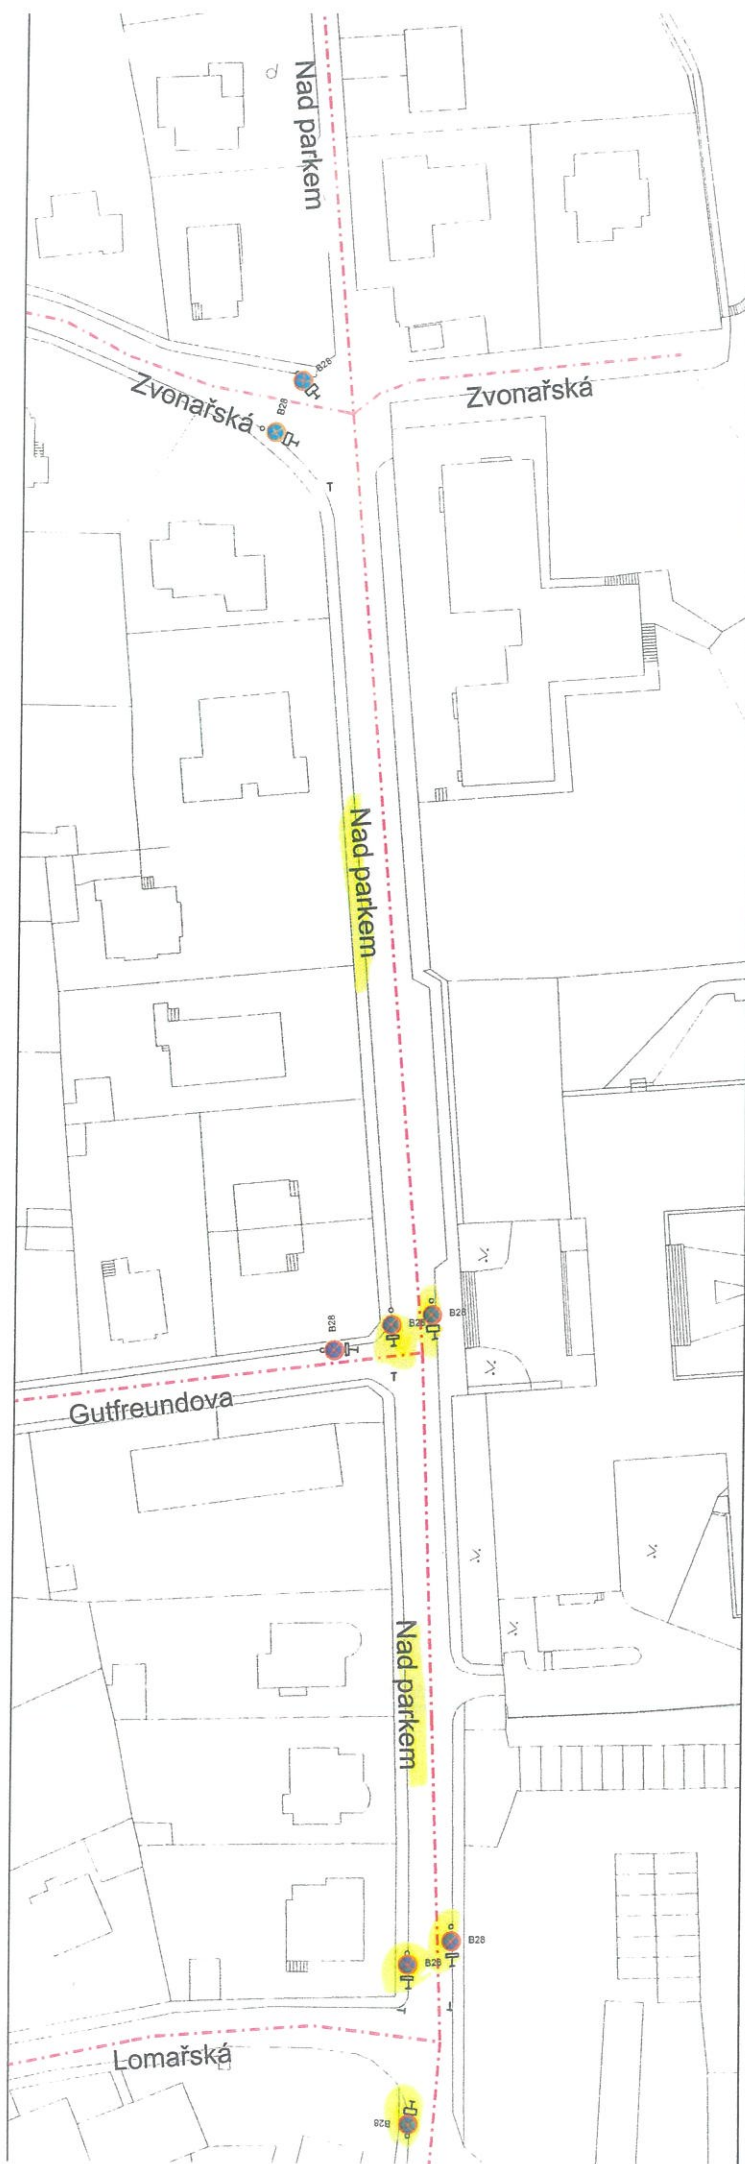 Nad parkem
B28
B28
Zvonařská
Zvonařská
T
Nad parkem
B28
B28
B28
T
Gutfreundova
Nad parkem
B28
B28
T
T
Lomařská
B28